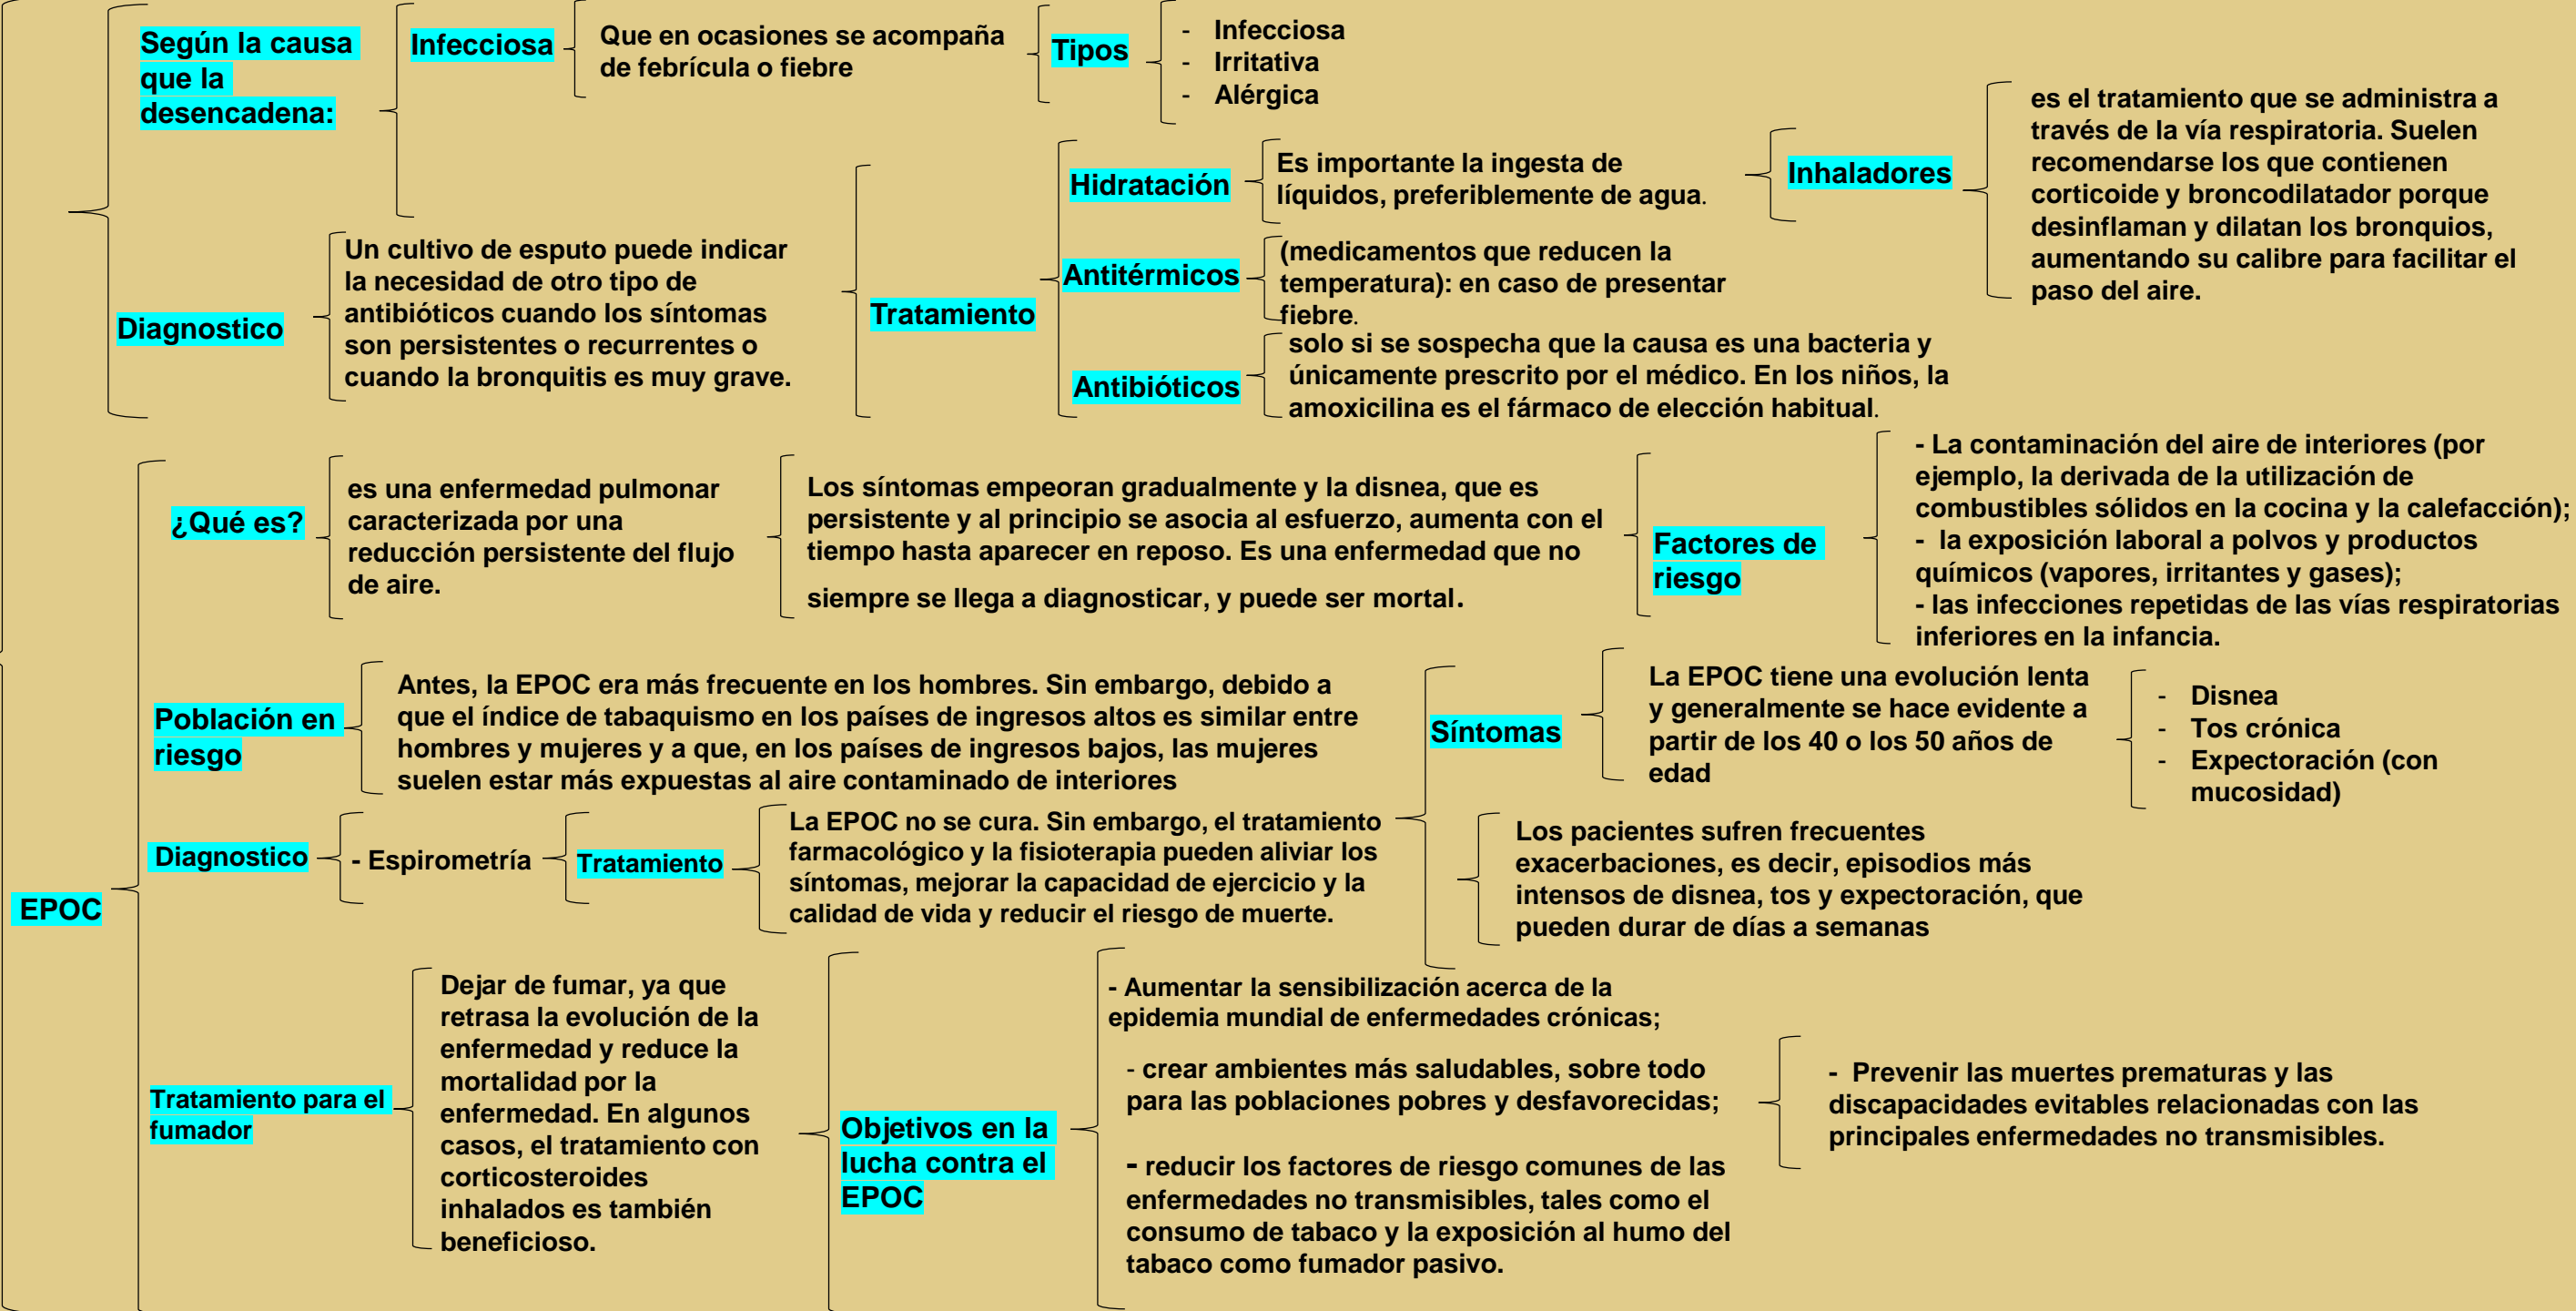 Según la causa
que la
desencadena:
Infecciosa
Que en ocasiones se acompaña
de febrícula o fiebre
Tipos
- Infecciosa
- Irritativa
- Alérgica
Diagnostico
Un cultivo de esputo puede indicar
la necesidad de otro tipo de
antibióticos cuando los síntomas
son persistentes o recurrentes o
cuando la bronquitis es muy grave.
Tratamiento
Hidratación
Es importante la ingesta de
líquidos, preferiblemente de agua.
Inhaladores
es el tratamiento que se administra a
través de la vía respiratoria. Suelen
recomendarse los que contienen
corticoide y broncodilatador porque
desinflaman y dilatan los bronquios,
aumentando su calibre para facilitar el
paso del aire.
Antitérmicos
(medicamentos que reducen la
temperatura): en caso de presentar
fiebre.
Antibióticos
solo si se sospecha que la causa es una bacteria y
únicamente prescrito por el médico. En los niños, la
amoxicilina es el fármaco de elección habitual.
EPOC
¿Qué es?
es una enfermedad pulmonar
caracterizada por una
reducción persistente del flujo
de aire.
Los síntomas empeoran gradualmente y la disnea, que es
persistente y al principio se asocia al esfuerzo, aumenta con el
tiempo hasta aparecer en reposo. Es una enfermedad que no
siempre se llega a diagnosticar, y puede ser mortal.
Factores de
riesgo
- La contaminación del aire de interiores (por
ejemplo, la derivada de la utilización de
combustibles sólidos en la cocina y la calefacción);
- la exposición laboral a polvos y productos
químicos (vapores, irritantes y gases);
- las infecciones repetidas de las vías respiratorias
inferiores en la infancia.
Población en
riesgo
Antes, la EPOC era más frecuente en los hombres. Sin embargo, debido a
que el índice de tabaquismo en los países de ingresos altos es similar entre
hombres y mujeres y a que, en los países de ingresos bajos, las mujeres
suelen estar más expuestas al aire contaminado de interiores
Diagnostico
- Espirometría
Tratamiento
La EPOC no se cura. Sin embargo, el tratamiento
farmacológico y la fisioterapia pueden aliviar los
síntomas, mejorar la capacidad de ejercicio y la
calidad de vida y reducir el riesgo de muerte.
Síntomas
La EPOC tiene una evolución lenta
y generalmente se hace evidente a
partir de los 40 o los 50 años de
edad
- Disnea
- Tos crónica
- Expectoración (con
mucosidad)
Los pacientes sufren frecuentes
exacerbaciones, es decir, episodios más
intensos de disnea, tos y expectoración, que
pueden durar de días a semanas
Tratamiento para el
fumador
Dejar de fumar, ya que
retrasa la evolución de la
enfermedad y reduce la
mortalidad por la
enfermedad. En algunos
casos, el tratamiento con
corticosteroides
inhalados es también
beneficioso.
Objetivos en la
lucha contra el
EPOC
- Aumentar la sensibilización acerca de la
epidemia mundial de enfermedades crónicas;
- crear ambientes más saludables, sobre todo
para las poblaciones pobres y desfavorecidas;
- reducir los factores de riesgo comunes de las
enfermedades no transmisibles, tales como el
consumo de tabaco y la exposición al humo del
tabaco como fumador pasivo.
- Prevenir las muertes prematuras y las
discapacidades evitables relacionadas con las
principales enfermedades no transmisibles.